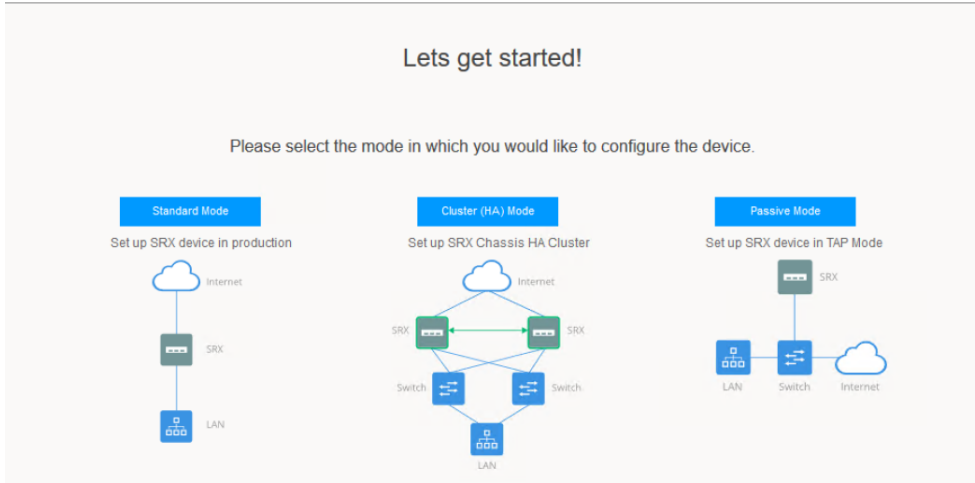 Lets get started!
Please select the mode in which you would like to configure the device.
Standard Mode
Set up SRX device in production
Internet
SRX
LAN
Cluster (HA) Mode
Set up SRX Chassis HA Cluster
Internet
SRX
SRX
Switch
Switch
LAN
Passive Mode
Set up SRX device in TAP Mode
SRX
LAN
Switch
Internet